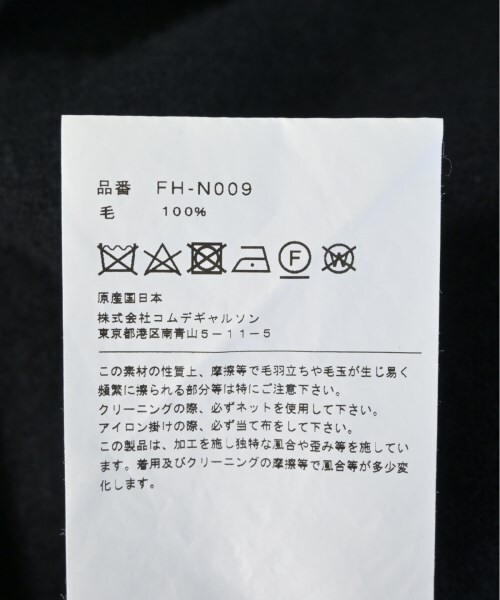 品番 FH-N009
毛 100%
F W
原産国日本
株式会社コムデギャルソン
東京都港区南青山5-11-5
この素材の性質上、摩擦等で毛羽立ちや毛玉が生じ易く
頻繁に擦られる部分等は特にご注意下さい。
クリーニングの際、必ずネットを使用して下さい。
アイロン掛けの際、必ず当て布をして下さい。
この製品は、加工を施し独特な風合や歪み等を施してい
ます。着用及びクリーニングの摩擦等で風合等が多少変
化します。